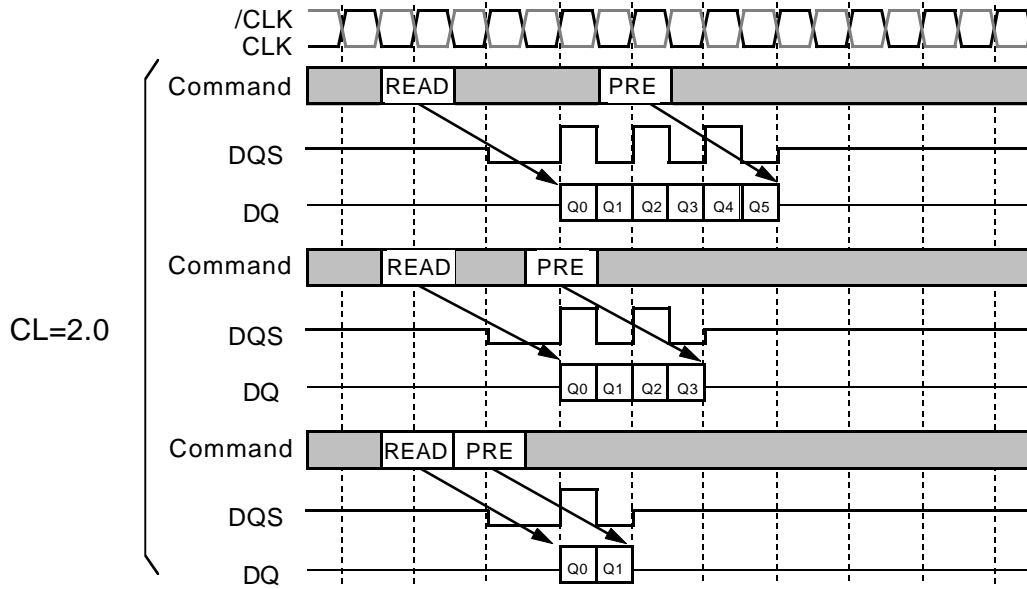 /CLK
CLK
Command READ PRE
DQS
DQ Q0 Q1 Q2 Q3 Q4 Q5
Command READ PRE
CL=2.0
DQS
DQ Q0 Q1 Q2 Q3
Command READ PRE
DQS
DQ Q0 Q1